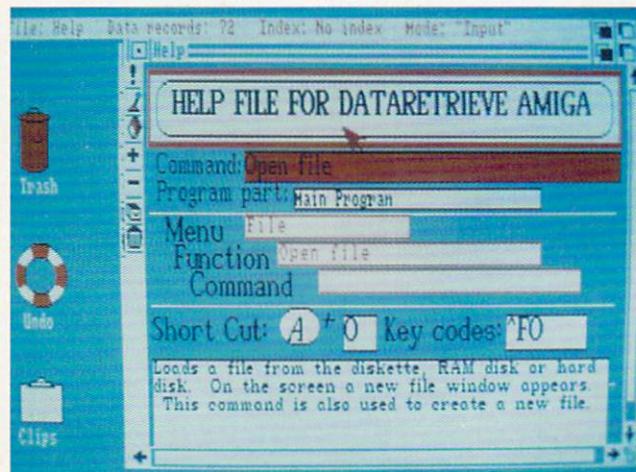 File: Help Data records: 72 Index: No index Mode: "Input"
Help
HELP FILE FOR DATARETRIEVE AMIGA
Command: Open file
Program part: Main Program
Menu File
Function Open file
Command
Short Cut: A + O Key codes: ^FO
Loads a file from the diskette, RAM disk or hard
disk. On the screen a new file window appears.
This command is also used to create a new file.
Trash
Undo
Clips